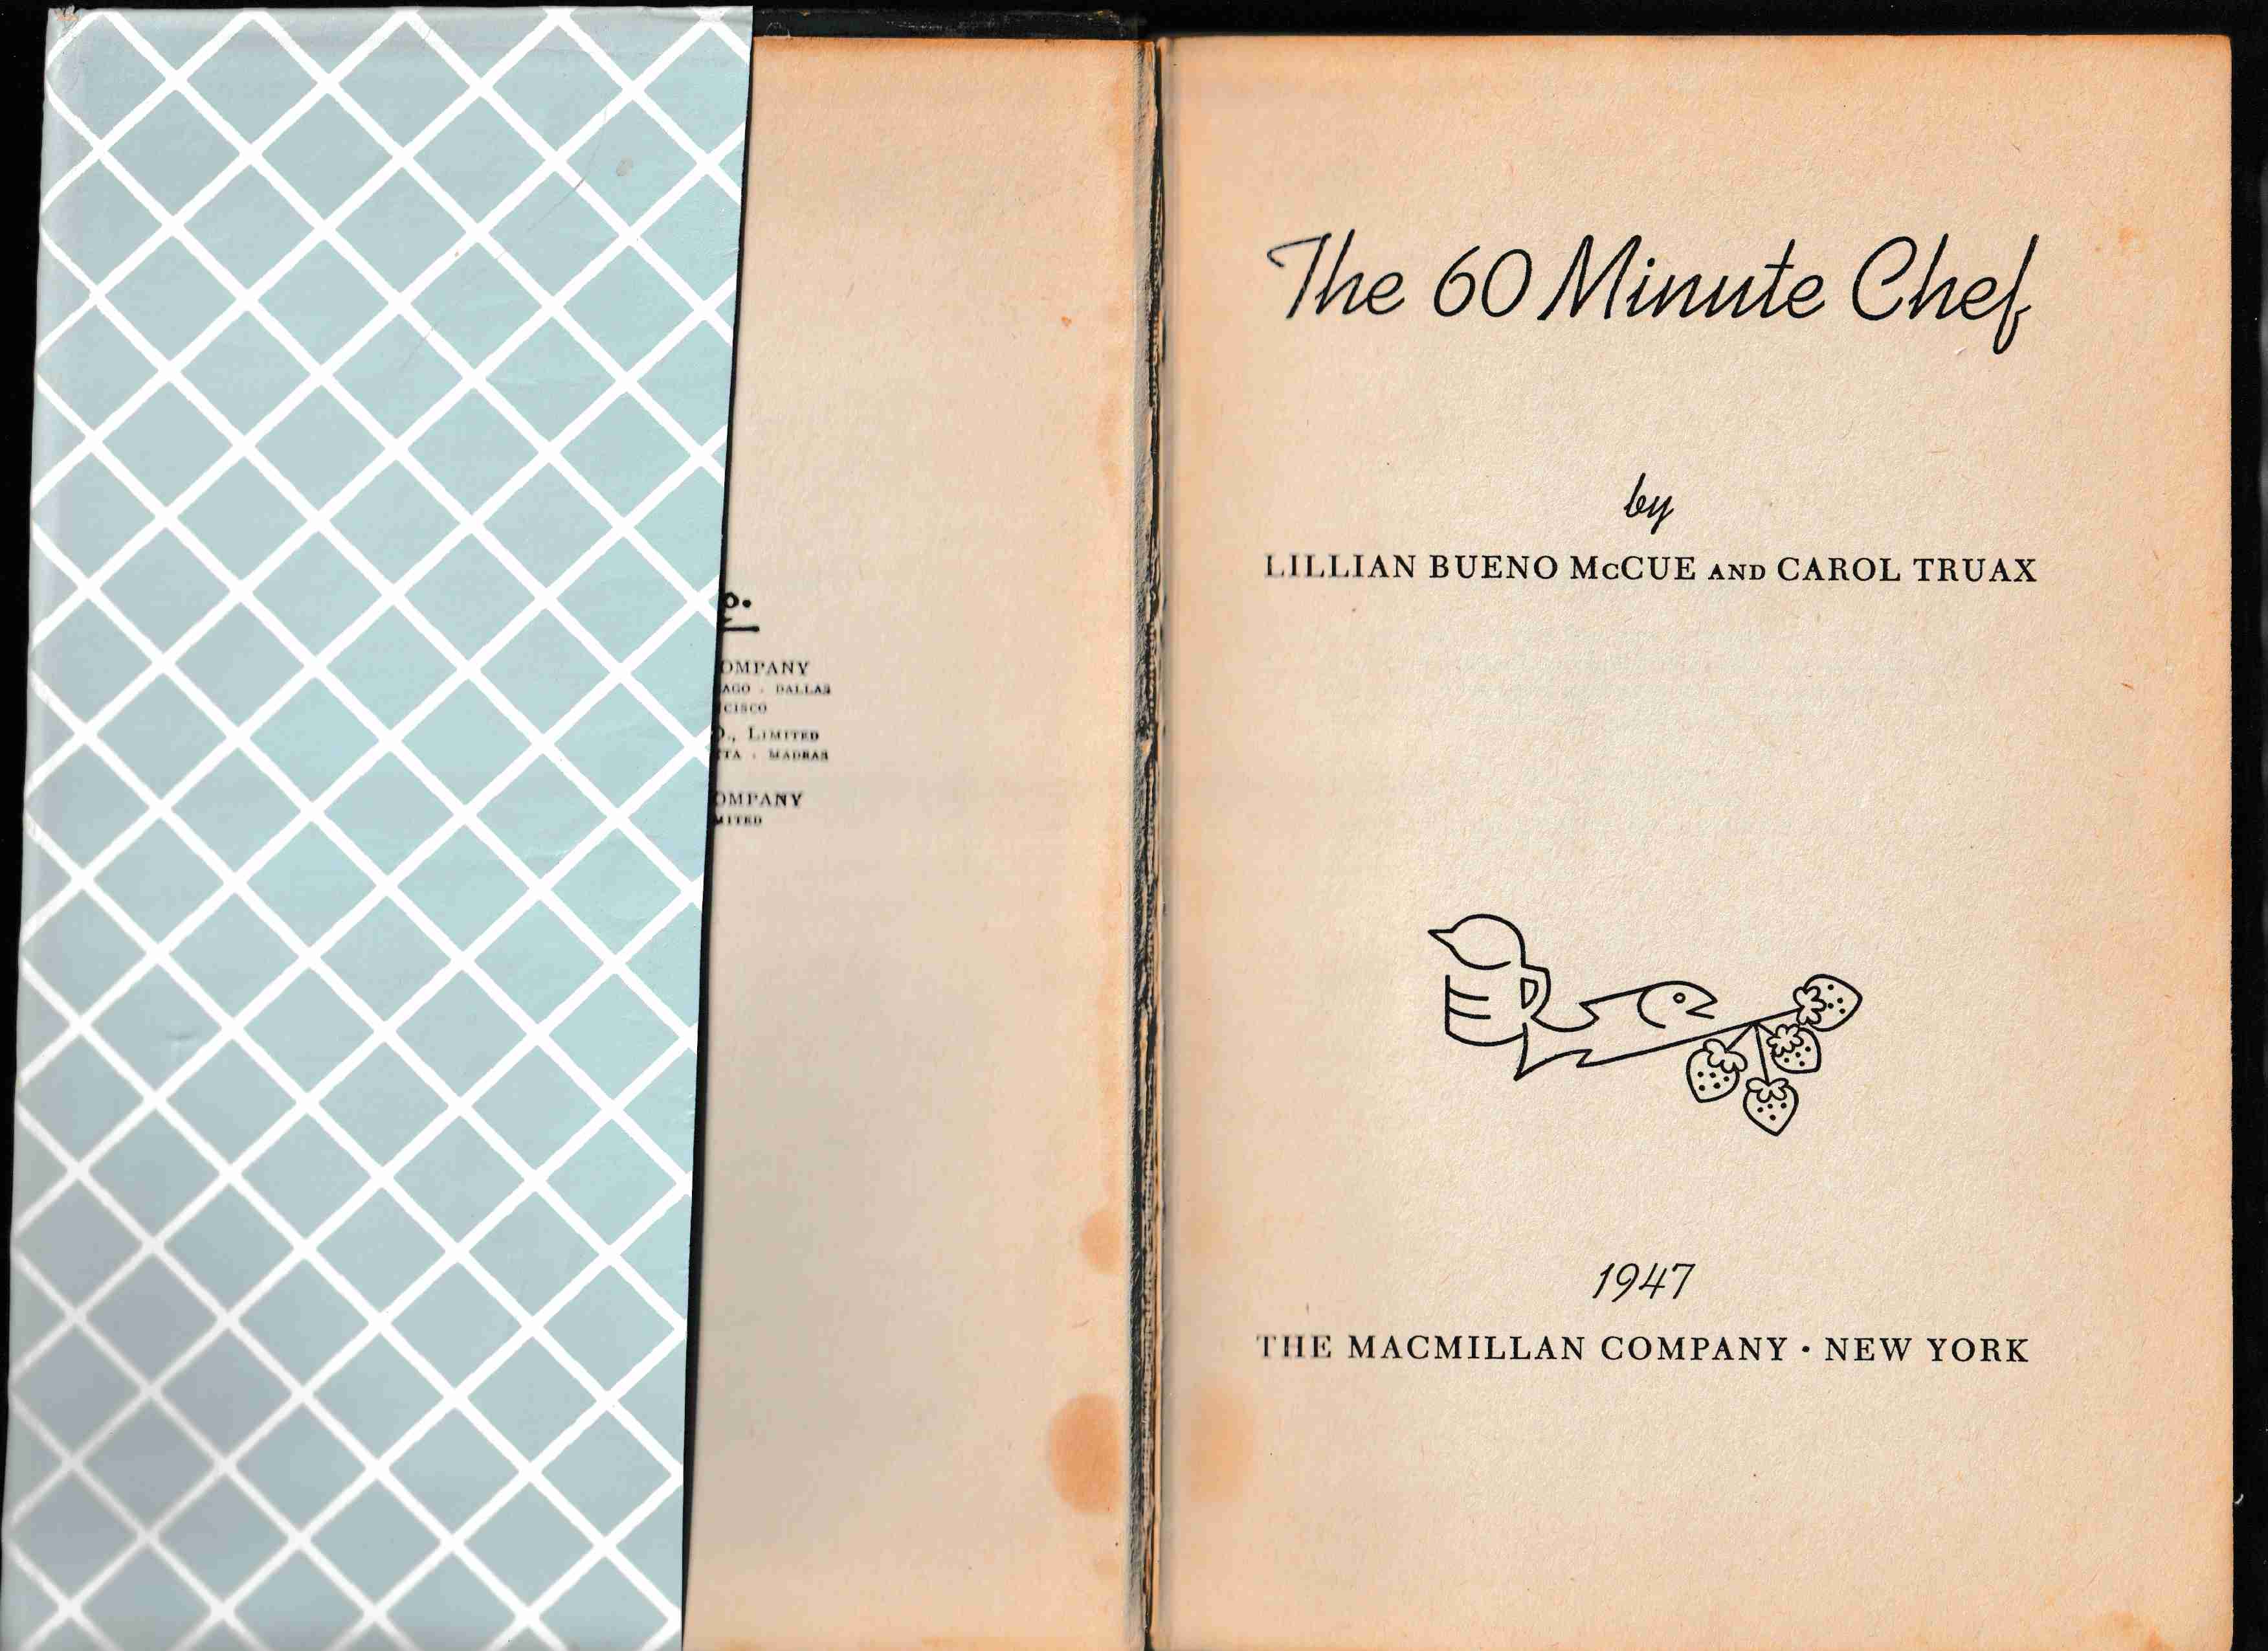 OMPANY
AGO · DALLAS
CISCO
O., LIMITED
TA · MADRAS
OMPANY
MITED
The 60 Minute Chef
by
LILLIAN BUENO McCUE AND CAROL TRUAX
1947
THE MACMILLAN COMPANY · NEW YORK